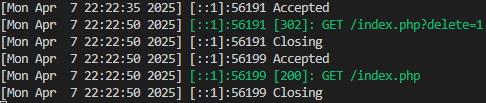 [Mon Apr  7 22:22:35 2025] [::1]:56191 Accepted
[Mon Apr  7 22:22:50 2025] [::1]:56191 [302]: GET /index.php?delete=1
[Mon Apr  7 22:22:50 2025] [::1]:56191 Closing
[Mon Apr  7 22:22:50 2025] [::1]:56199 Accepted
[Mon Apr  7 22:22:50 2025] [::1]:56199 [200]: GET /index.php
[Mon Apr  7 22:22:50 2025] [::1]:56199 Closing